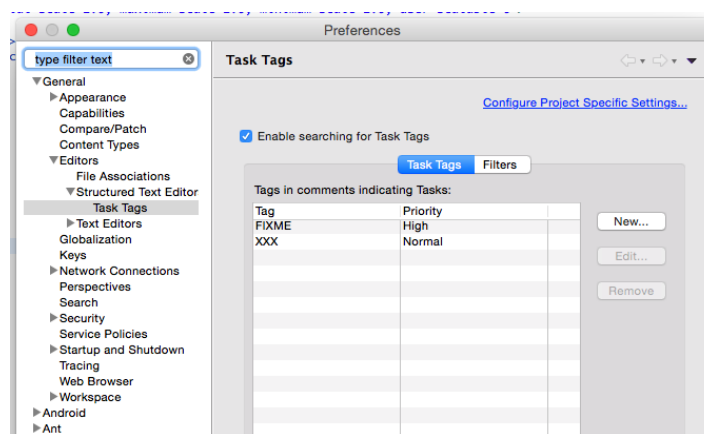 Preferences
type filter text
General
Appearance
Capabilities
Compare/Patch
Content Types
Editors
File Associations
Structured Text Editor
Task Tags
Text Editors
Globalization
Keys
Network Connections
Perspectives
Search
Security
Service Policies
Startup and Shutdown
Tracing
Web Browser
Workspace
Android
Ant
Task Tags
Configure Project Specific Settings...
Enable searching for Task Tags
Task Tags Filters
Tags in comments indicating Tasks:
Tag Priority
FIXME High
XXX Normal
New...
Edit...
Remove